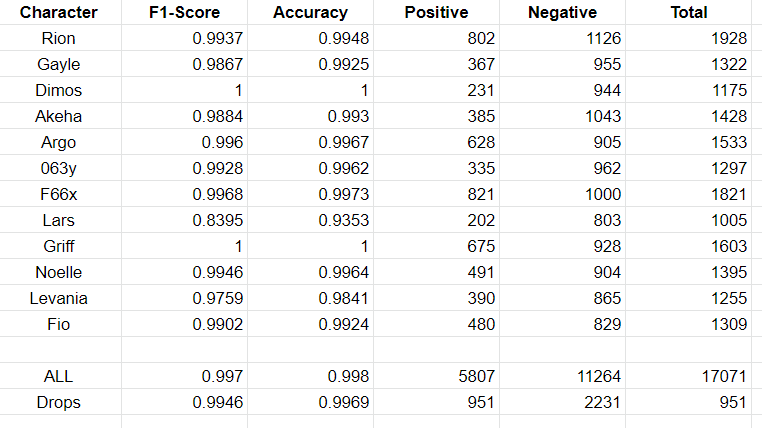 Character F1-Score Accuracy Positive Negative Total
Rion 0.9937 0.9948 802 1126 1928
Gayle 0.9867 0.9925 367 955 1322
Dimos 1 1 231 944 1175
Akeha 0.9884 0.993 385 1043 1428
Argo 0.996 0.9967 628 905 1533
063y 0.9928 0.9962 335 962 1297
F66x 0.9968 0.9973 821 1000 1821
Lars 0.8395 0.9353 202 803 1005
Griff 1 1 675 928 1603
Noelle 0.9946 0.9964 491 904 1395
Levania 0.9759 0.9841 390 865 1255
Fio 0.9902 0.9924 480 829 1309
ALL 0.997 0.998 5807 11264 17071
Drops 0.9946 0.9969 951 2231 951